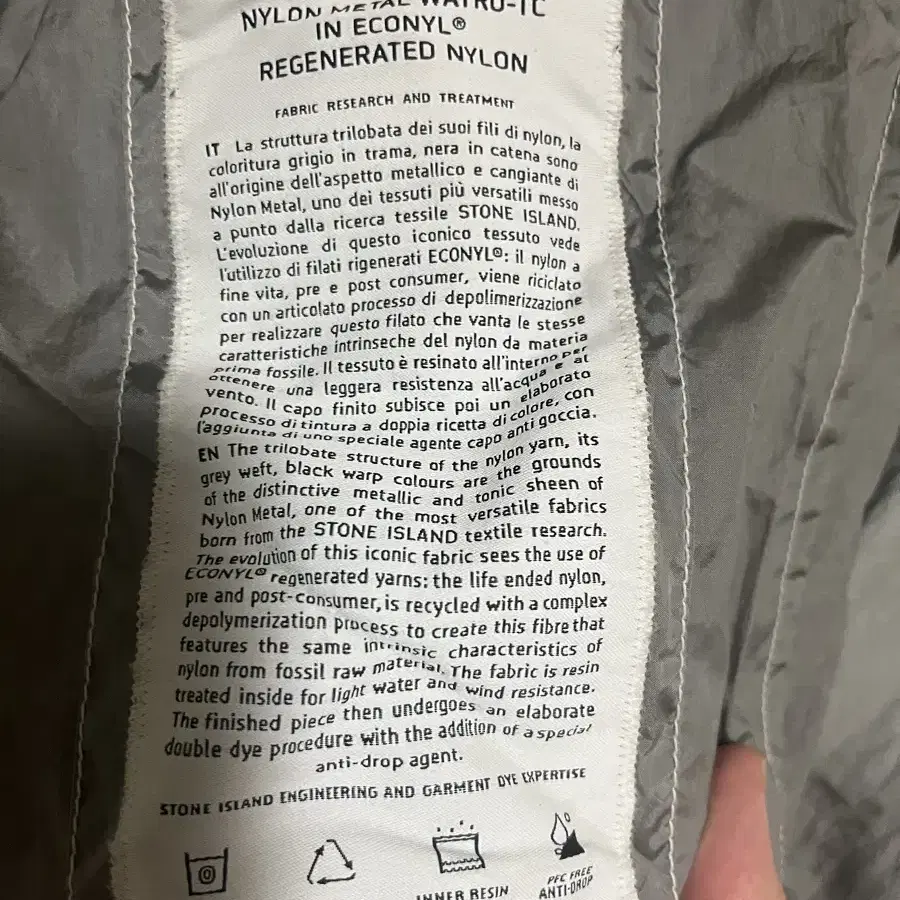 NYLON METAL WATRO-TC
IN ECONYL®
REGENERATED NYLON
FABRIC RESEARCH AND TREATMENT
IT La struttura trilobata dei suoi fili di nylon, la
coloritura grigio in trama, nera in catena sono
all'origine dell'aspetto metallico e cangiante di
Nylon Metal, uno dei tessuti più versatili messo
a punto dalla ricerca tessile STONE ISLAND.
L'evoluzione di questo iconico tessuto vede
l'utilizzo di filati rigenerati ECONYL®: il nylon a
fine vita, pre e post consumer, viene riciclato
con un articolato processo di depolimerizzazione
per realizzare questo filato che vanta le stesse
caratteristiche intrinseche del nylon da materia
prima fossile. Il tessuto è resinato all'interno per
ottenere una leggera resistenza all'acqua e al
vento. Il capo finito subisce poi un elaborato
processo di tintura a doppia ricetta di colore, con
l'aggiunta di uno speciale agente capo anti goccia.
EN The trilobate structure of the nylon yarn, its
grey weft, black warp colours are the grounds
of the distinctive metallic and tonic sheen of
Nylon Metal, one of the most versatile fabrics
born from the STONE ISLAND textile research.
The evolution of this iconic fabric sees the use of
ECONYL® regenerated yarns: the life ended nylon,
pre and post-consumer, is recycled with a complex
depolymerization process to create this fibre that
features the same intrinsic characteristics of
nylon from fossil raw material. The fabric is resin
treated inside for light water and wind resistance.
The finished piece then undergoes an elaborate
double dye procedure with the addition of a special
anti-drop agent.
STONE ISLAND ENGINEERING AND GARMENT DYE EXPERTISE
INNER RESIN
PFC FREE
ANTI-DROP